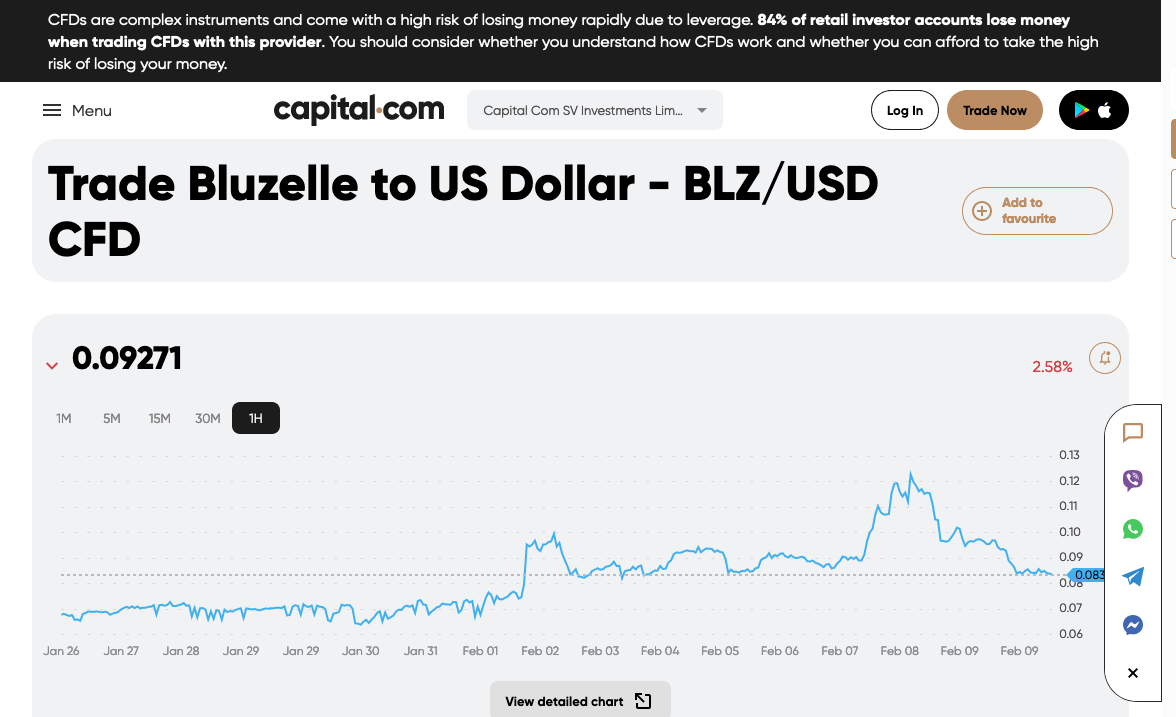 CFDs are complex instruments and come with a high risk of losing money rapidly due to leverage. 84% of retail investor accounts lose money
when trading CFDs with this provider. You should consider whether you understand how CFDs work and whether you can afford to take the high
risk of losing your money.
Menu
capital.com
Capital Com SV Investments Lim...
Log In
Trade Now
Trade Bluzelle to US Dollar - BLZ/USD
CFD
Add to
favourite
0.09271
2.58%
1M 5M 15M 30M 1H
0.13
0.12
0.11
0.10
0.09
0.083
0.08
0.07
0.06
Jan 26 Jan 27 Jan 28 Jan 29 Jan 29 Jan 30 Jan 31 Feb 01 Feb 02 Feb 03 Feb 04 Feb 05 Feb 06 Feb 07 Feb 08 Feb 09 Feb 09
View detailed chart